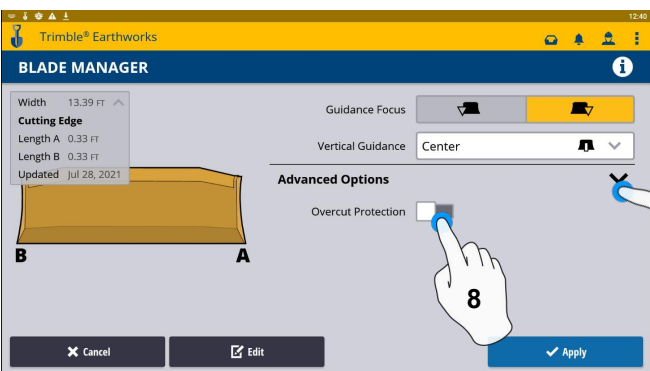 12:40
Trimble® Earthworks
BLADE MANAGER
Width 13.39 FT
Cutting Edge
Length A 0.33 FT
Length B 0.33 FT
Updated Jul 28, 2021
B
A
Guidance Focus
Vertical Guidance Center
Advanced Options
Overcut Protection
8
Cancel
Edit
Apply